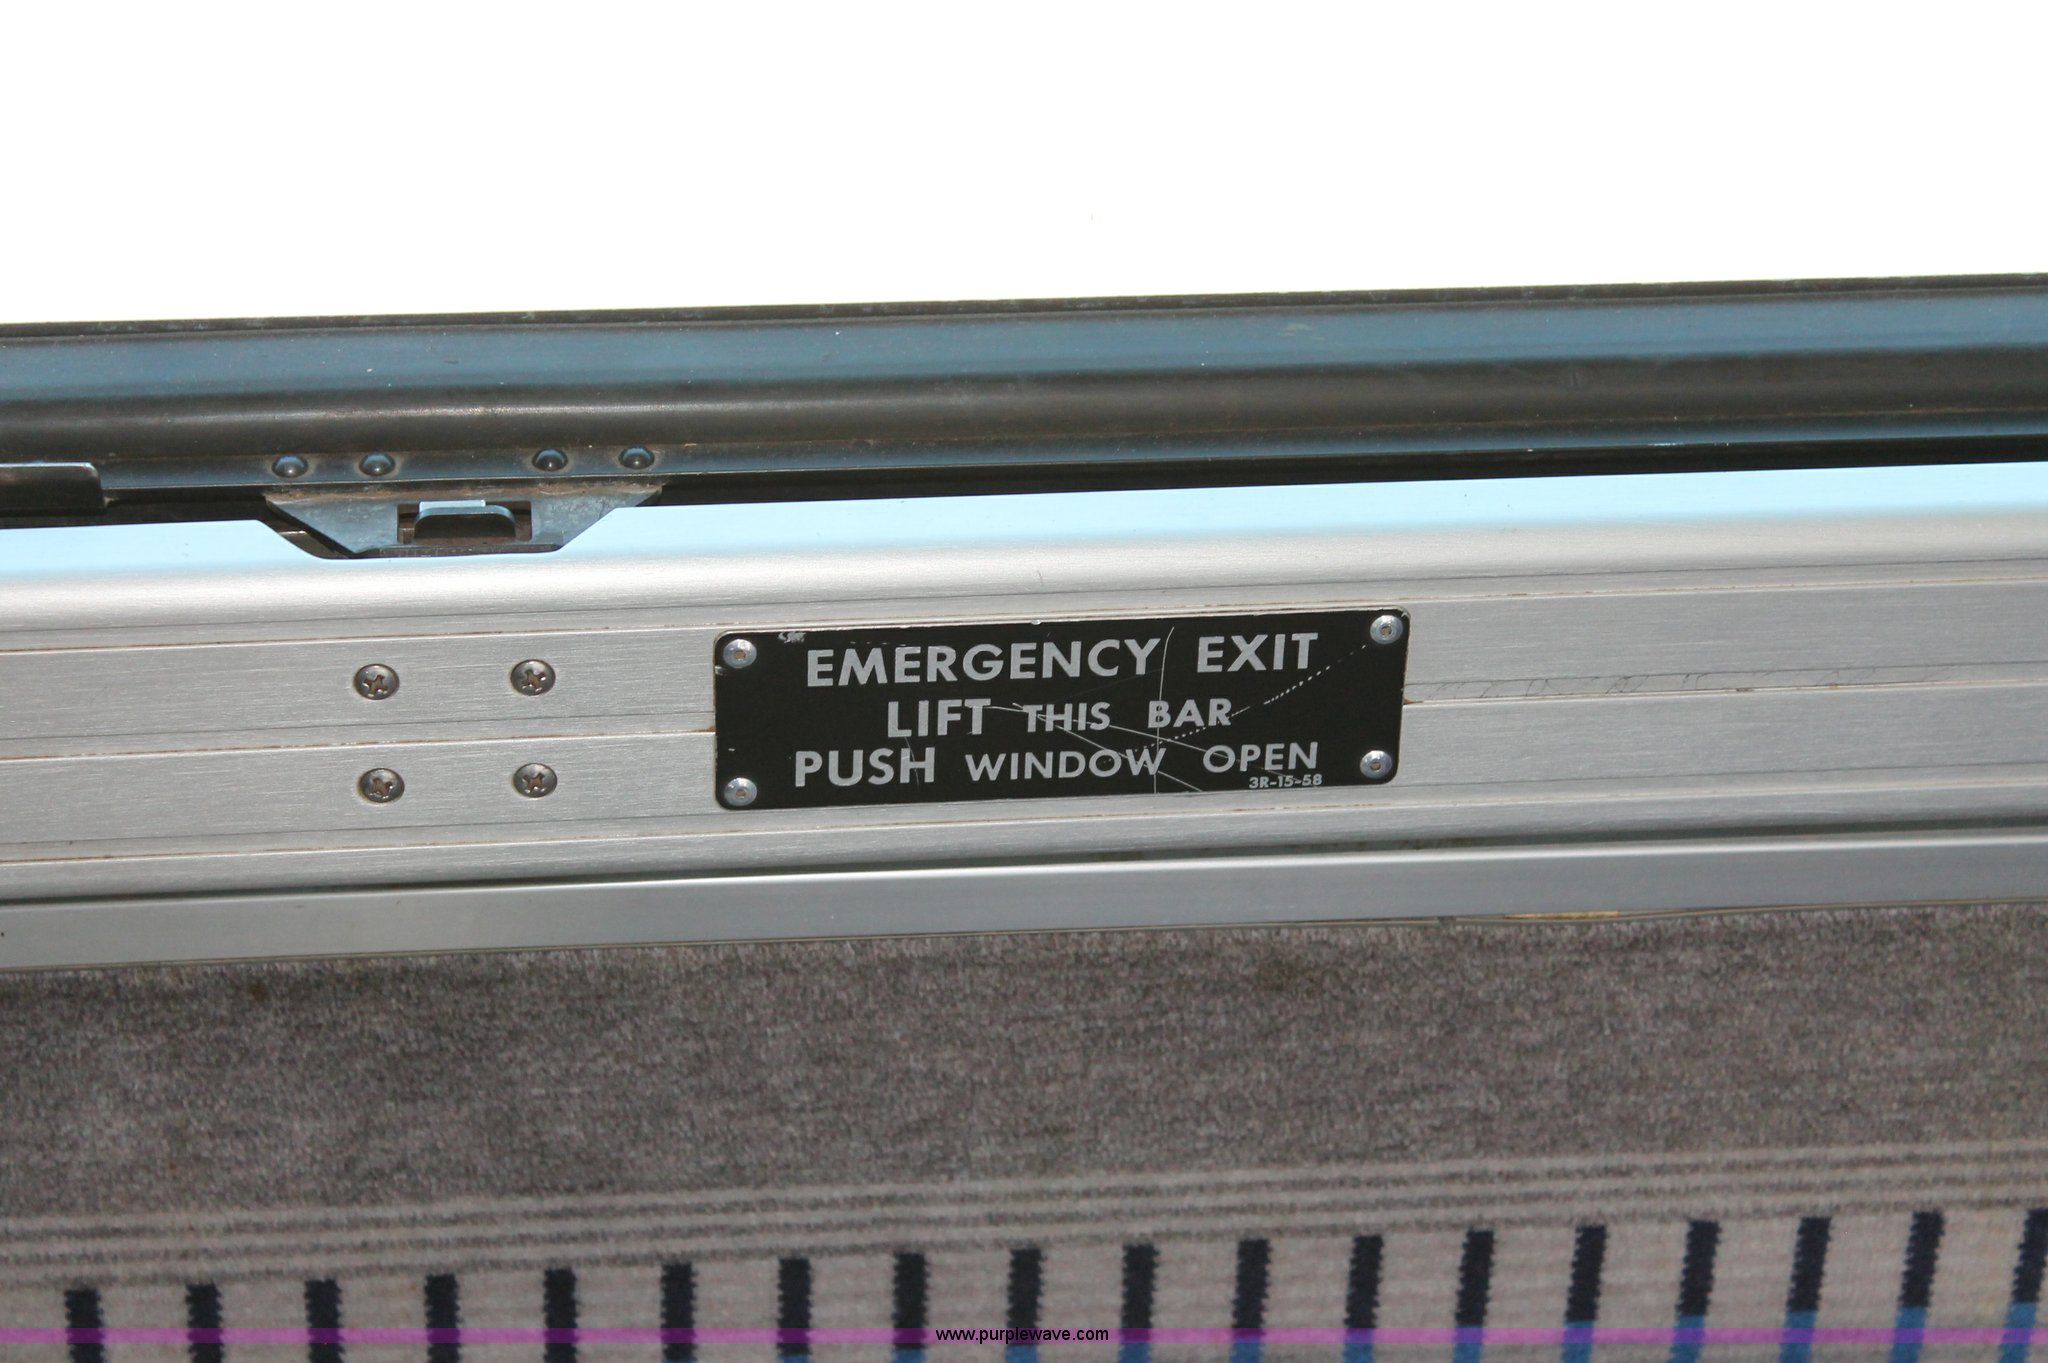 EMERGENCY EXIT
LIFT THIS BAR
PUSH WINDOW OPEN
3R-15-58
www.purplewave.com